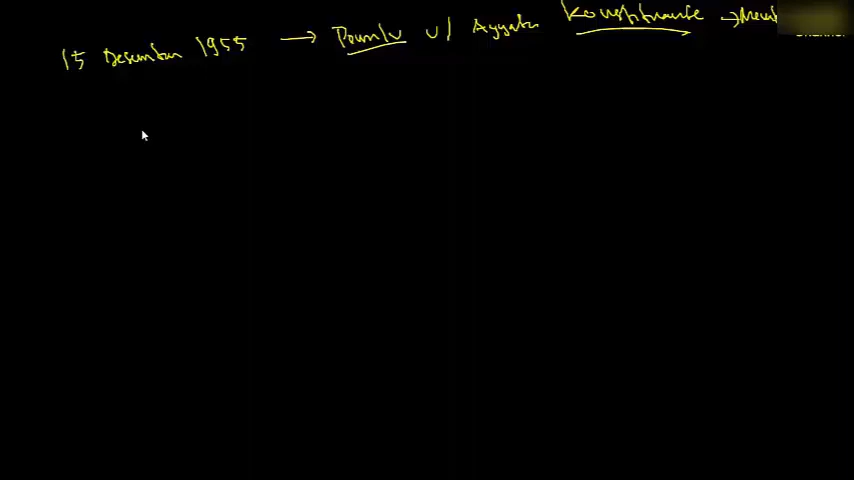 15 Desember 1955 → Pemilu u/ Anggota Konstituante →